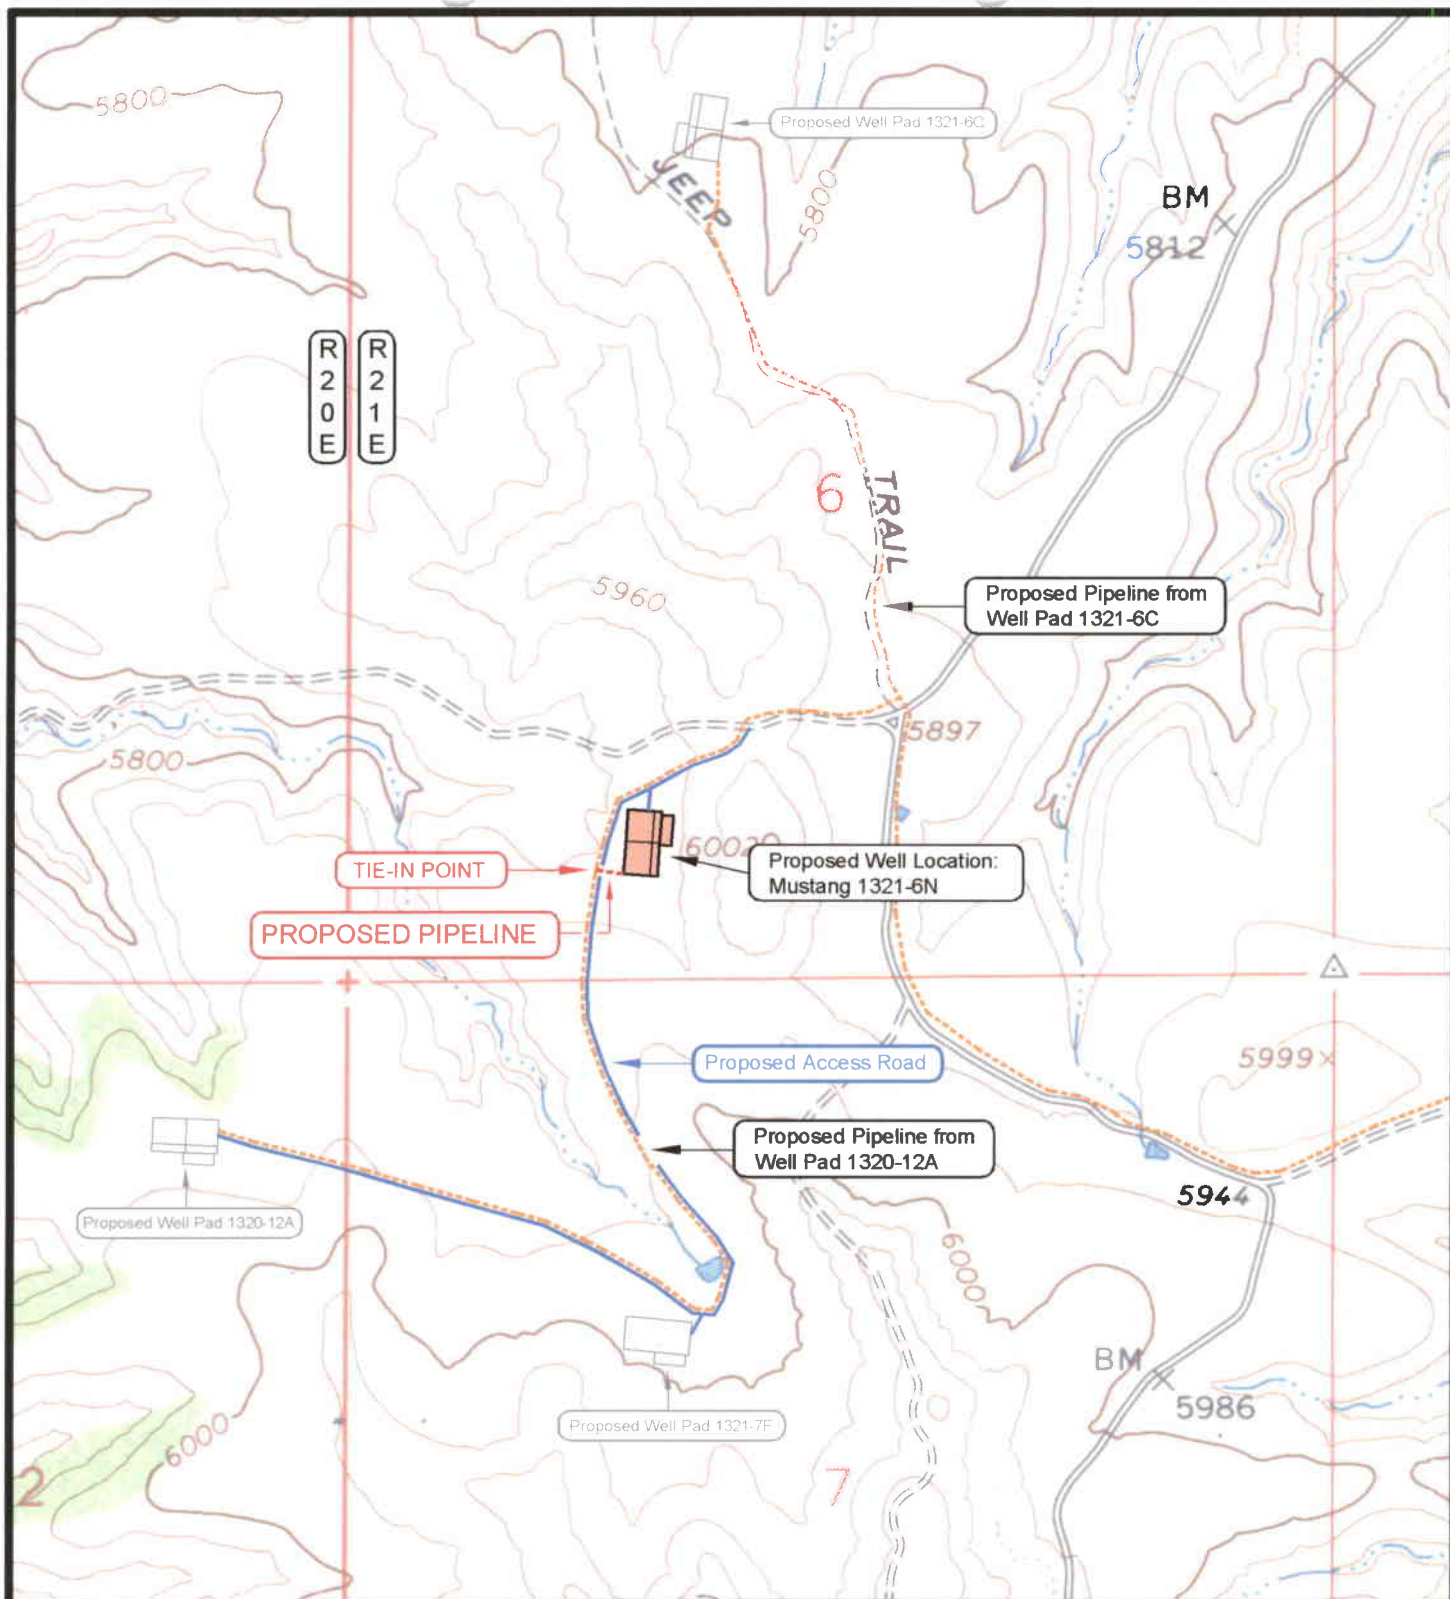 5800
Proposed Well Pad 1321-6C
JEEP
5800
BM
5812
R
2
0
E
R
2
1
E
6
TRAIL
5960
Proposed Pipeline from
Well Pad 1321-6C
5897
5800
TIE-IN POINT
Proposed Well Location:
Mustang 1321-6N
PROPOSED PIPELINE
Proposed Access Road
5999
Proposed Pipeline from
Well Pad 1320-12A
5944
Proposed Well Pad 1320-12A
6000
BM
5986
Proposed Well Pad 1321-7F
6000
7
2